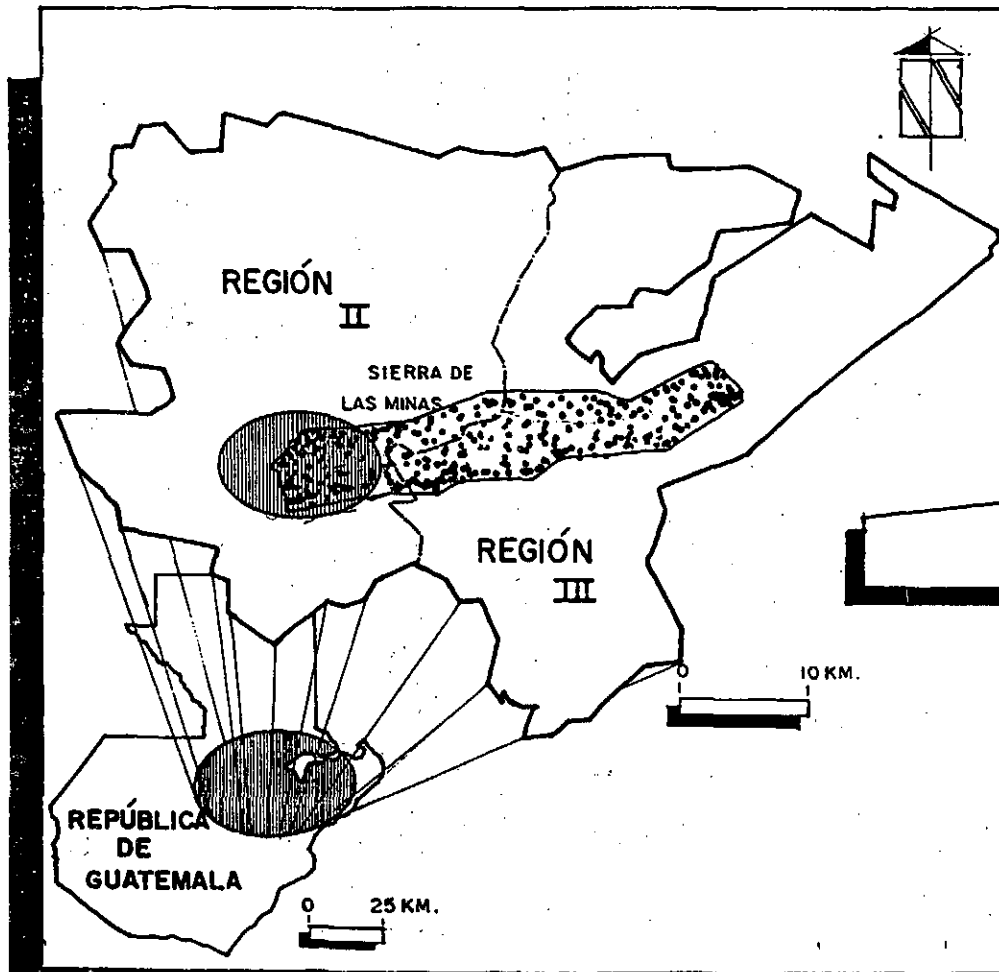 REGIÓN
II
SIERRA DE
LAS MINAS
REGIÓN
III
0 10 KM.
REPÚBLICA
DE
GUATEMALA
0 25 KM.